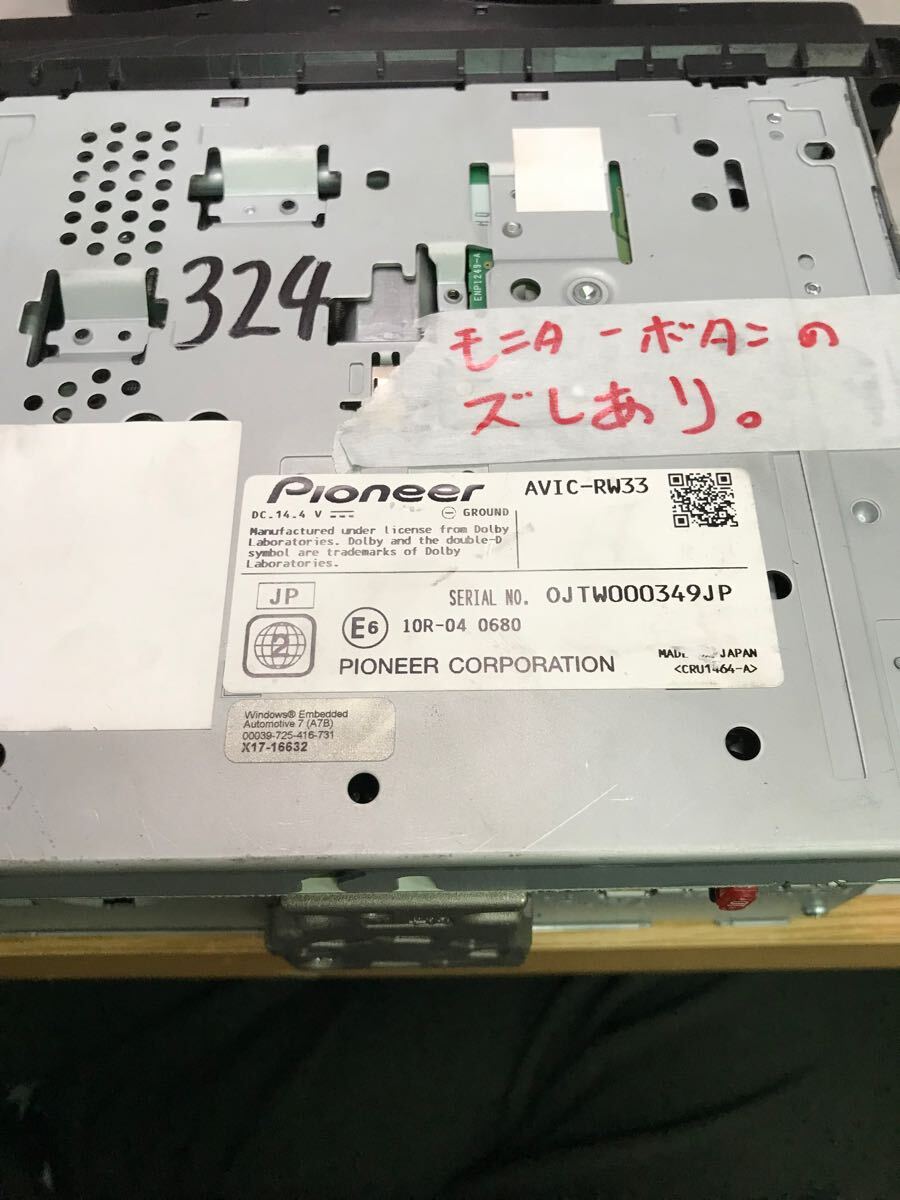 324
ENP1249-A
モニター ボタンの
ズレあり。
Pioneer
AVIC-RW33
DC.14.4 V
GROUND
Manufactured under license from Dolby
Laboratories. Dolby and the double-D
symbol are trademarks of Dolby
Laboratories.
JP
SERIAL NO. OJTW000349JP
2
E6 10R-04 0680
PIONEER CORPORATION
JAPAN
<CRU1464-A>
Windows® Embedded
Automotive 7 (A7B)
00039-725-416-731
X17-16632